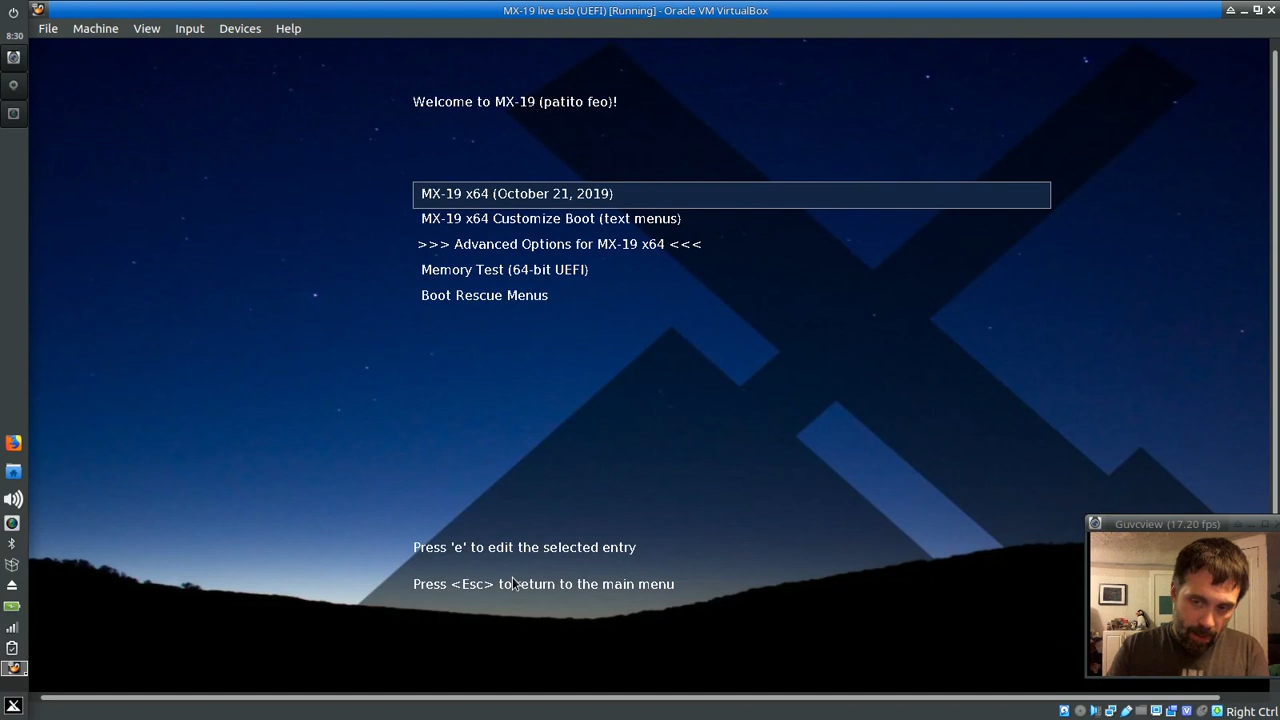 MX-19 live usb (UEFI) [Running] - Oracle VM VirtualBox
8:30
File Machine View Input Devices Help
Welcome to MX-19 (patito feo)!
MX-19 x64 (October 21, 2019)
MX-19 x64 Customize Boot (text menus)
>>> Advanced Options for MX-19 x64 <<<
Memory Test (64-bit UEFI)
Boot Rescue Menus
Guvcview (17.20 fps)
Press 'e' to edit the selected entry
Press <Esc> to return to the main menu
Right Ctrl